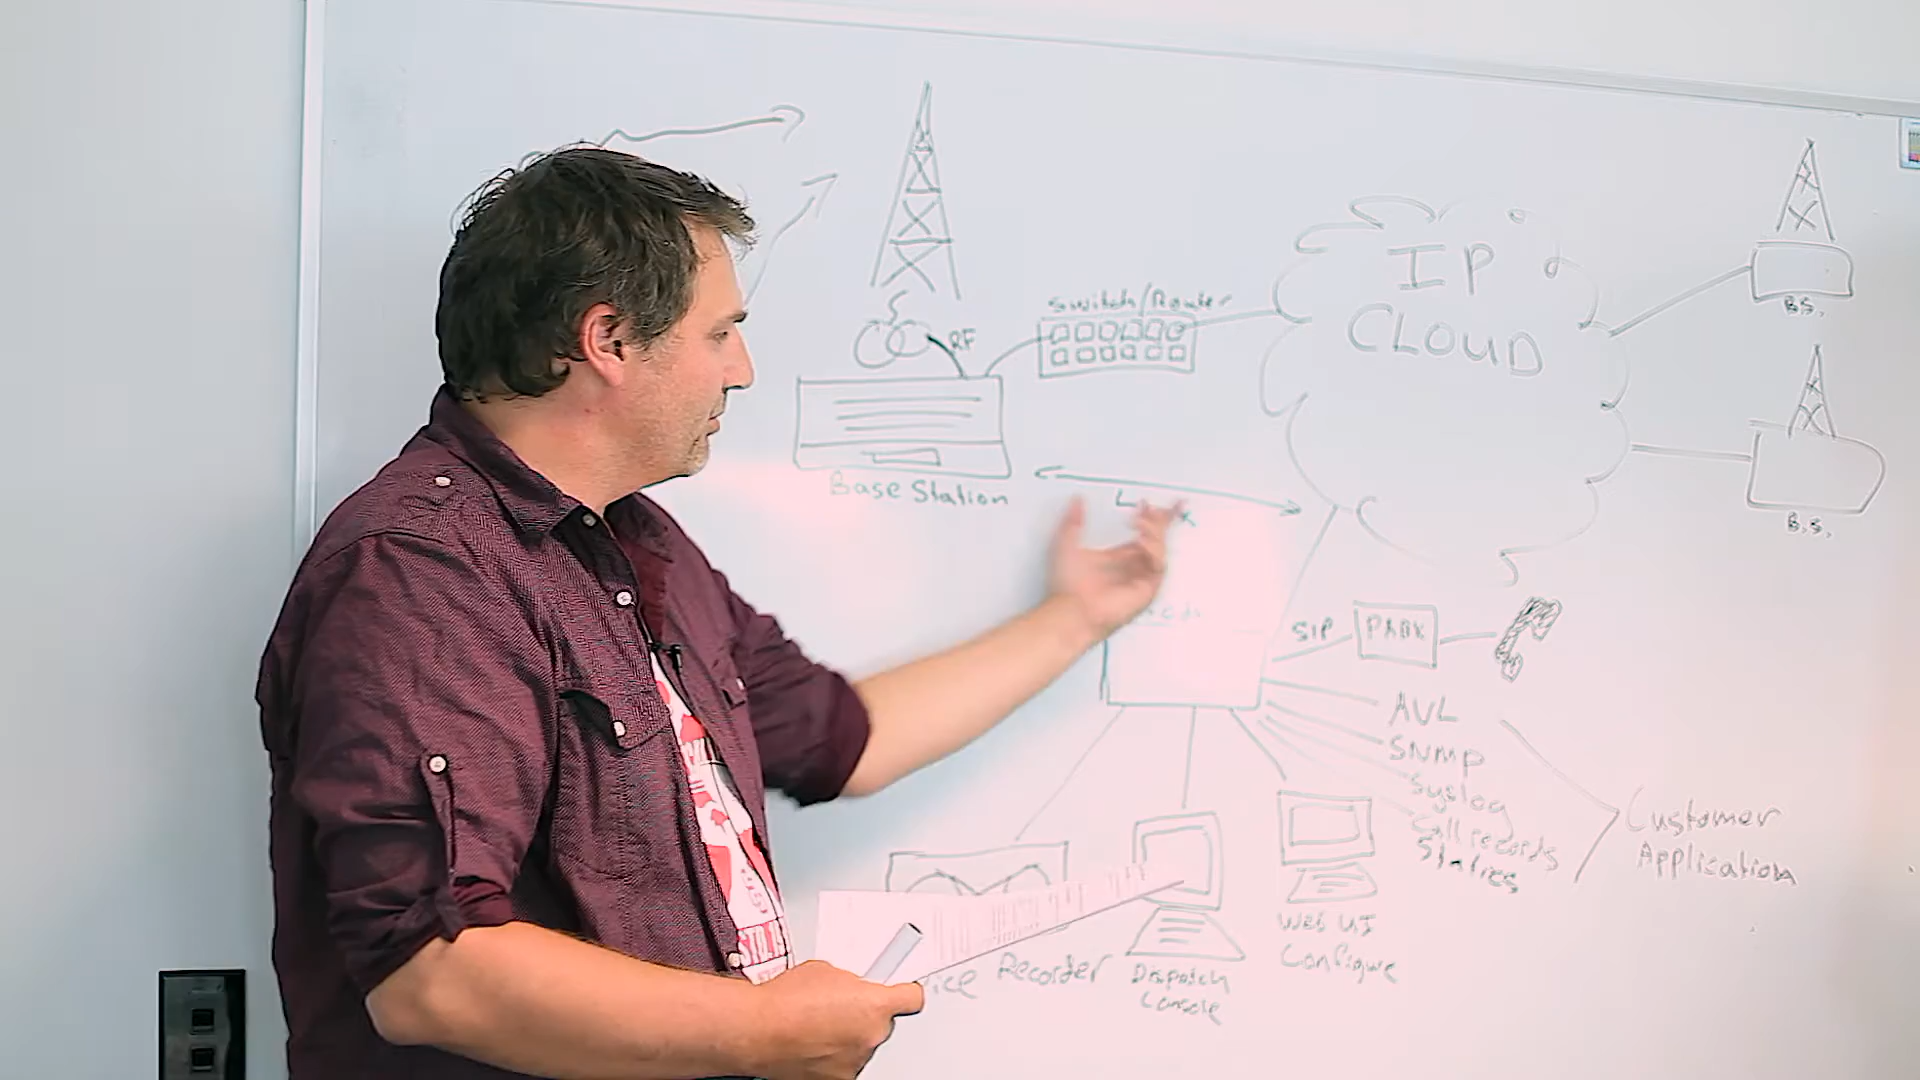 IP
CLOUD
Switch/Router
RF
Base Station
BS.
B.S.
SIP
PABX
AVL
SNMP
Syslog
Call records
Customer
Application
Recorder
Dispatch
Console
Web UI
Configure